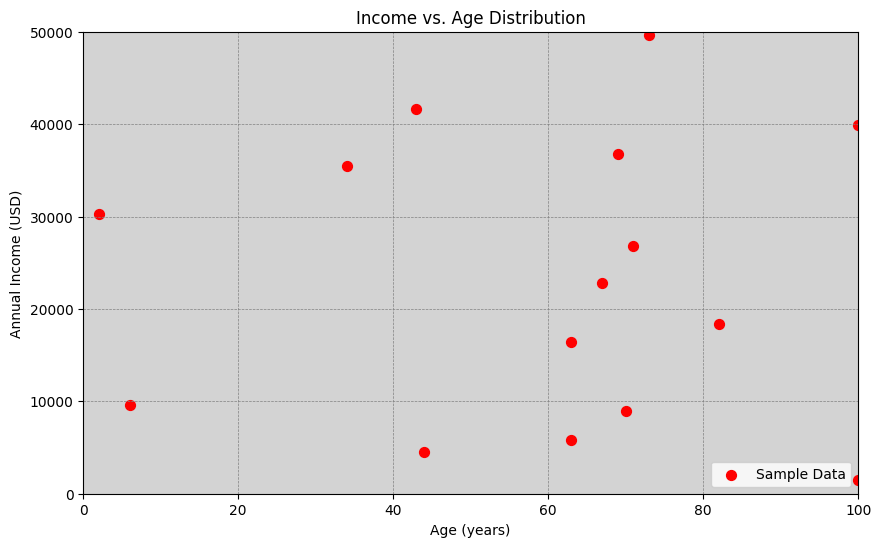 Income vs. Age Distribution
50000
40000
30000
20000
10000
0
Annual Income (USD)
Sample Data
0 20 40 60 80 100
Age (years)